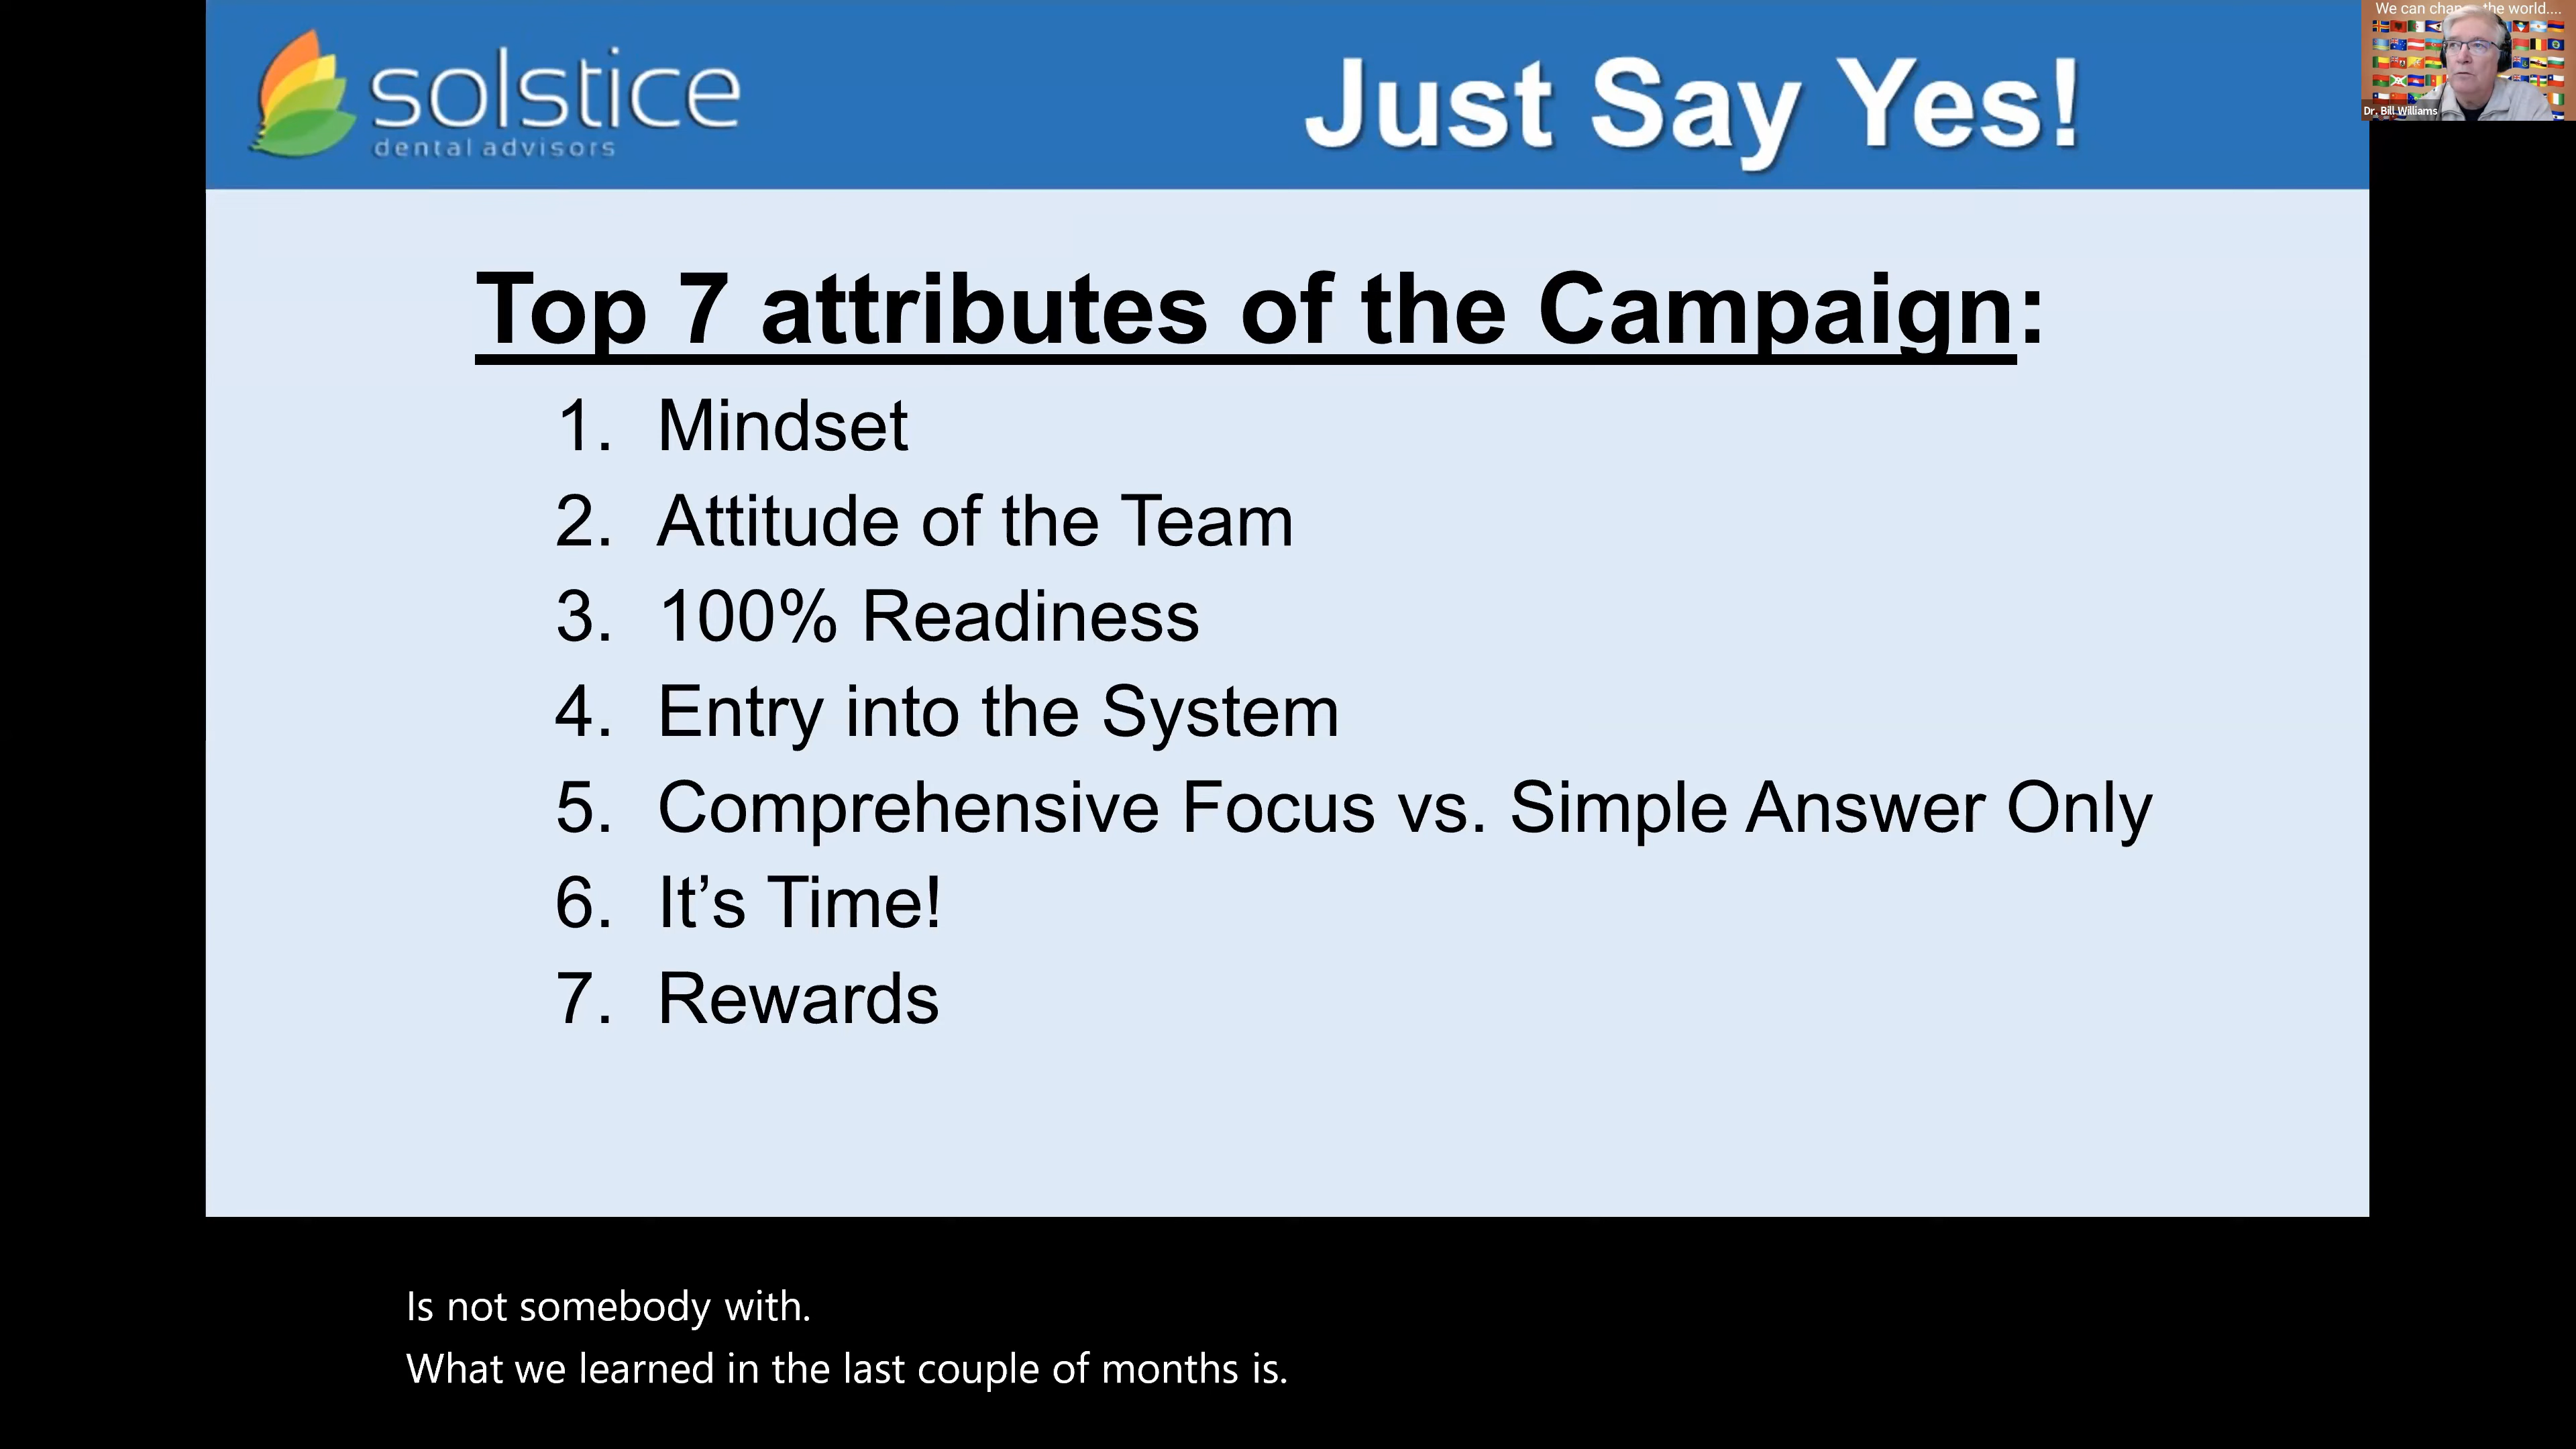 solstice
dental advisors
Just Say Yes!
We can chan the world....
Dr. Bill Williams
Top 7 attributes of the Campaign:
1. Mindset
2. Attitude of the Team
3. 100% Readiness
4. Entry into the System
5. Comprehensive Focus vs. Simple Answer Only
6. It’s Time!
7. Rewards
Is not somebody with.
What we learned in the last couple of months is.